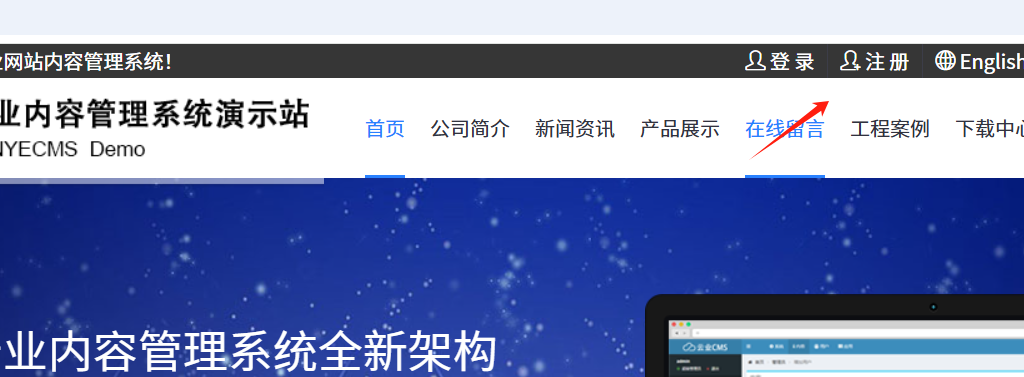 网站内容管理系统！
登 录 注 册 English
业内容管理系统演示站
NYECMS Demo
首页 公司简介 新闻资讯 产品展示 在线留言 工程案例 下载中心
业内容管理系统全新架构
云业CMS